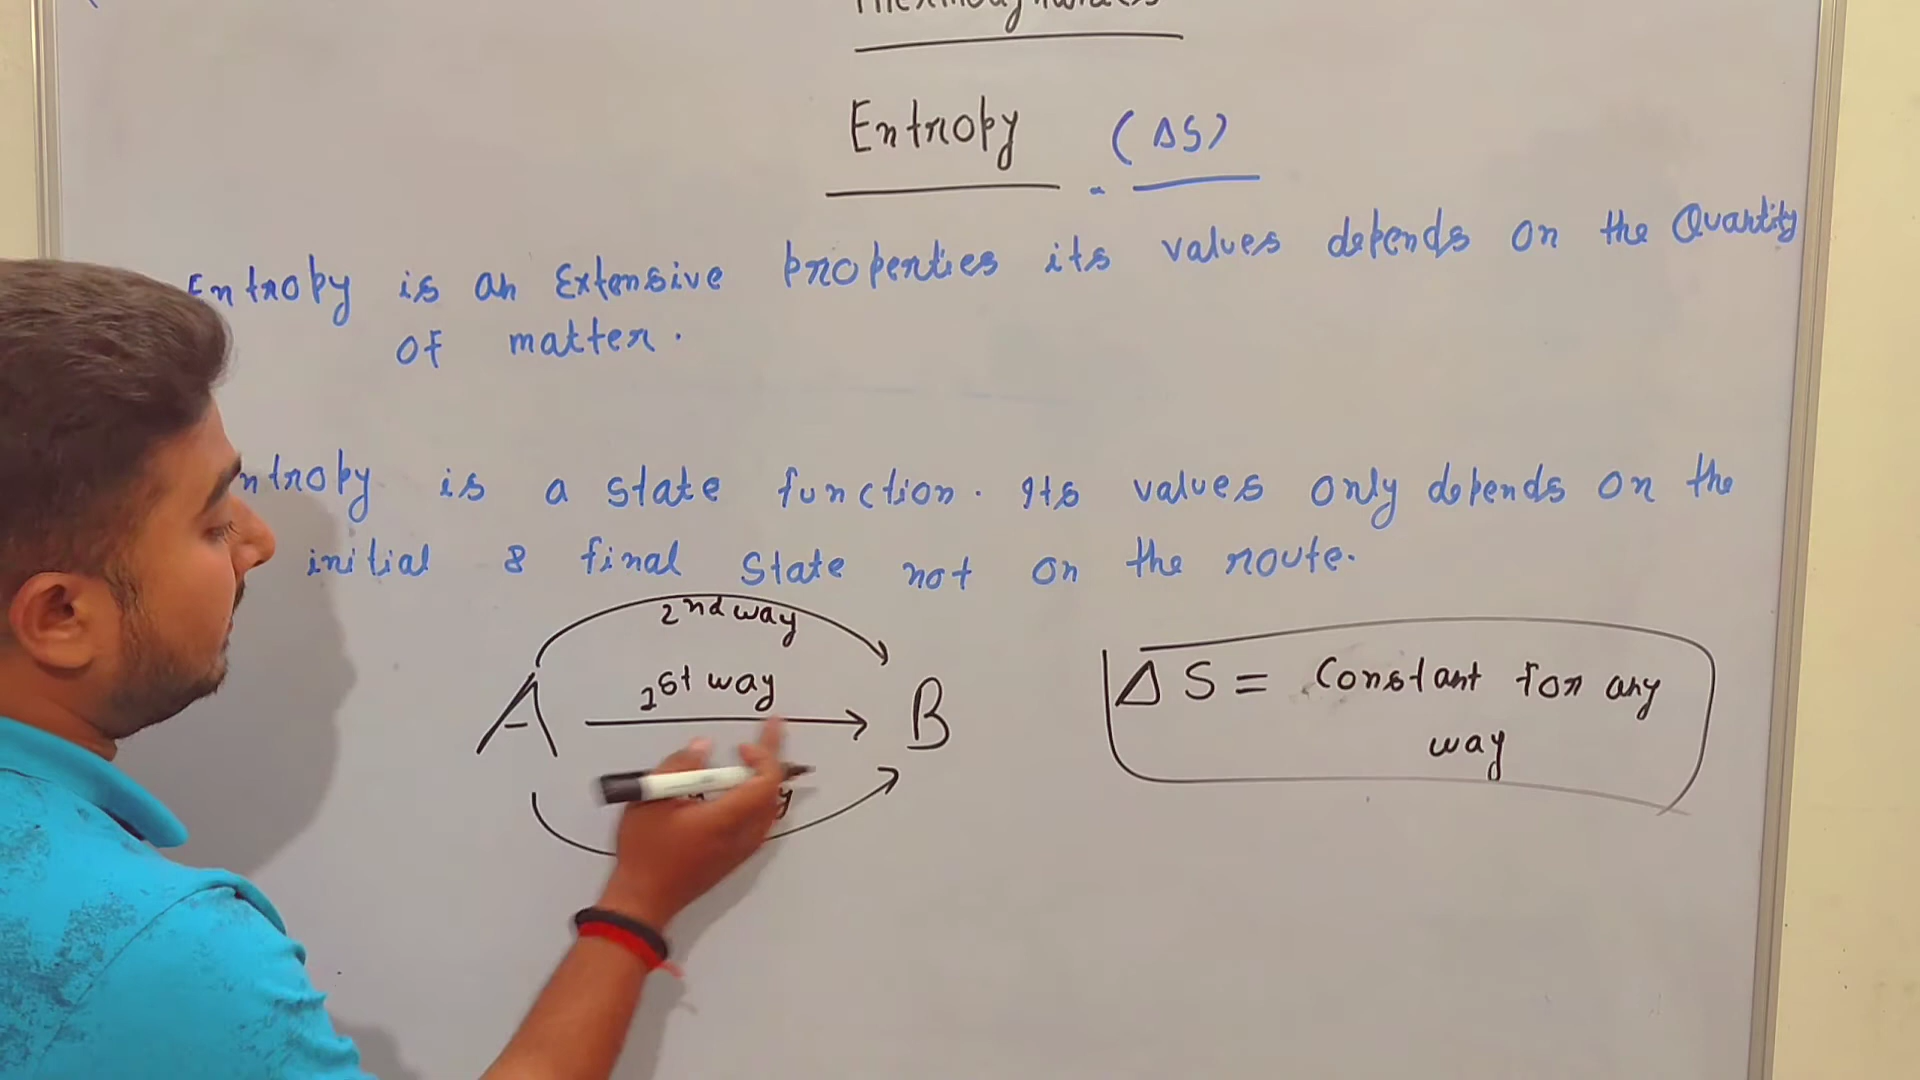 Thermodynamics
Entropy (ΔS)
Entropy is an Extensive properties its values depends on the Quantity
of matter.
Entropy is a state function. Its values only depends on the
initial & final state not on the route.
2nd way
1st way
A B
ΔS = Constant for any
way